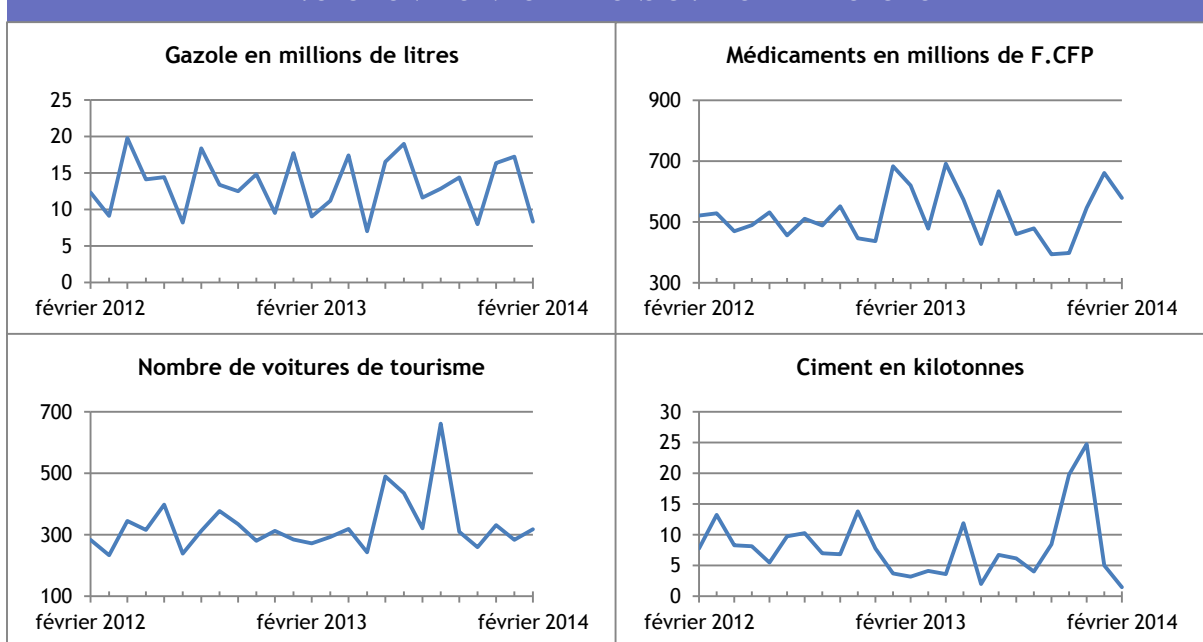 Gazole en millions de litres
25
20
15
10
5
0
février 2012 février 2013 février 2014
Médicaments en millions de F.CFP
900
700
500
300
février 2012 février 2013 février 2014
Nombre de voitures de tourisme
700
500
300
100
février 2012 février 2013 février 2014
Ciment en kilotonnes
30
25
20
15
10
5
0
février 2012 février 2013 février 2014